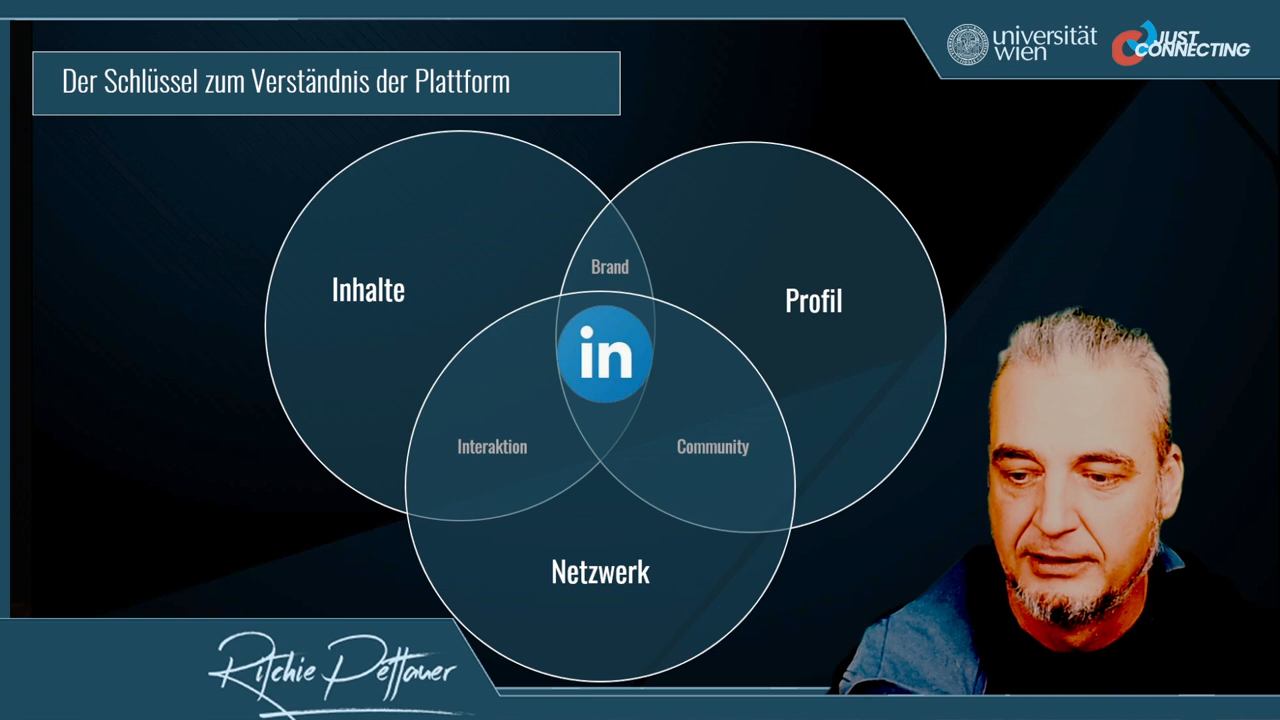 universität
wien
JUST
CONNECTING
Der Schlüssel zum Verständnis der Plattform
Brand
Inhalte
Profil
in
Interaktion
Community
Netzwerk
Ritchie Pettauer